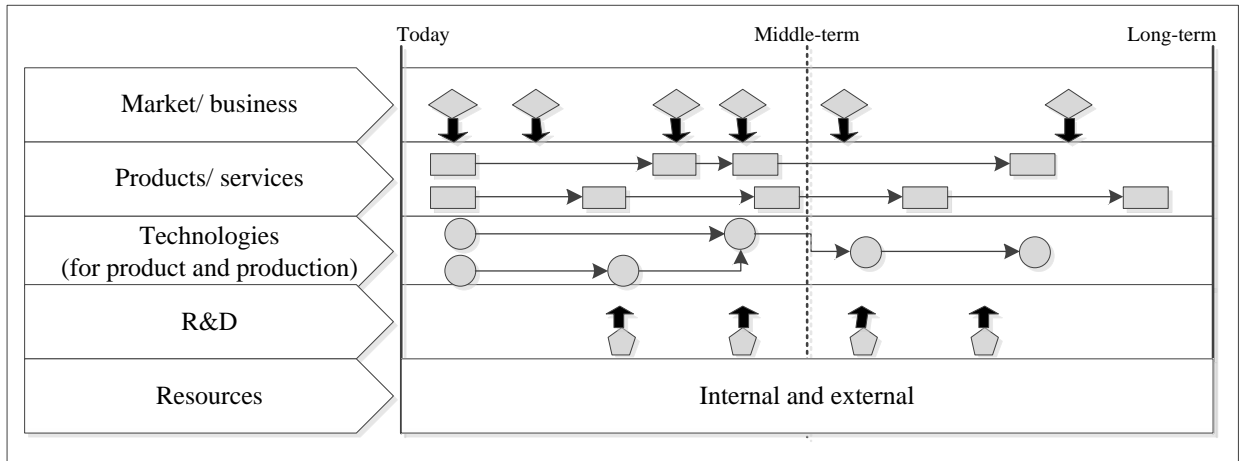 Today
Middle-term
Long-term
Market/ business
Products/ services
Technologies
(for product and production)
R&D
Resources
Internal and external